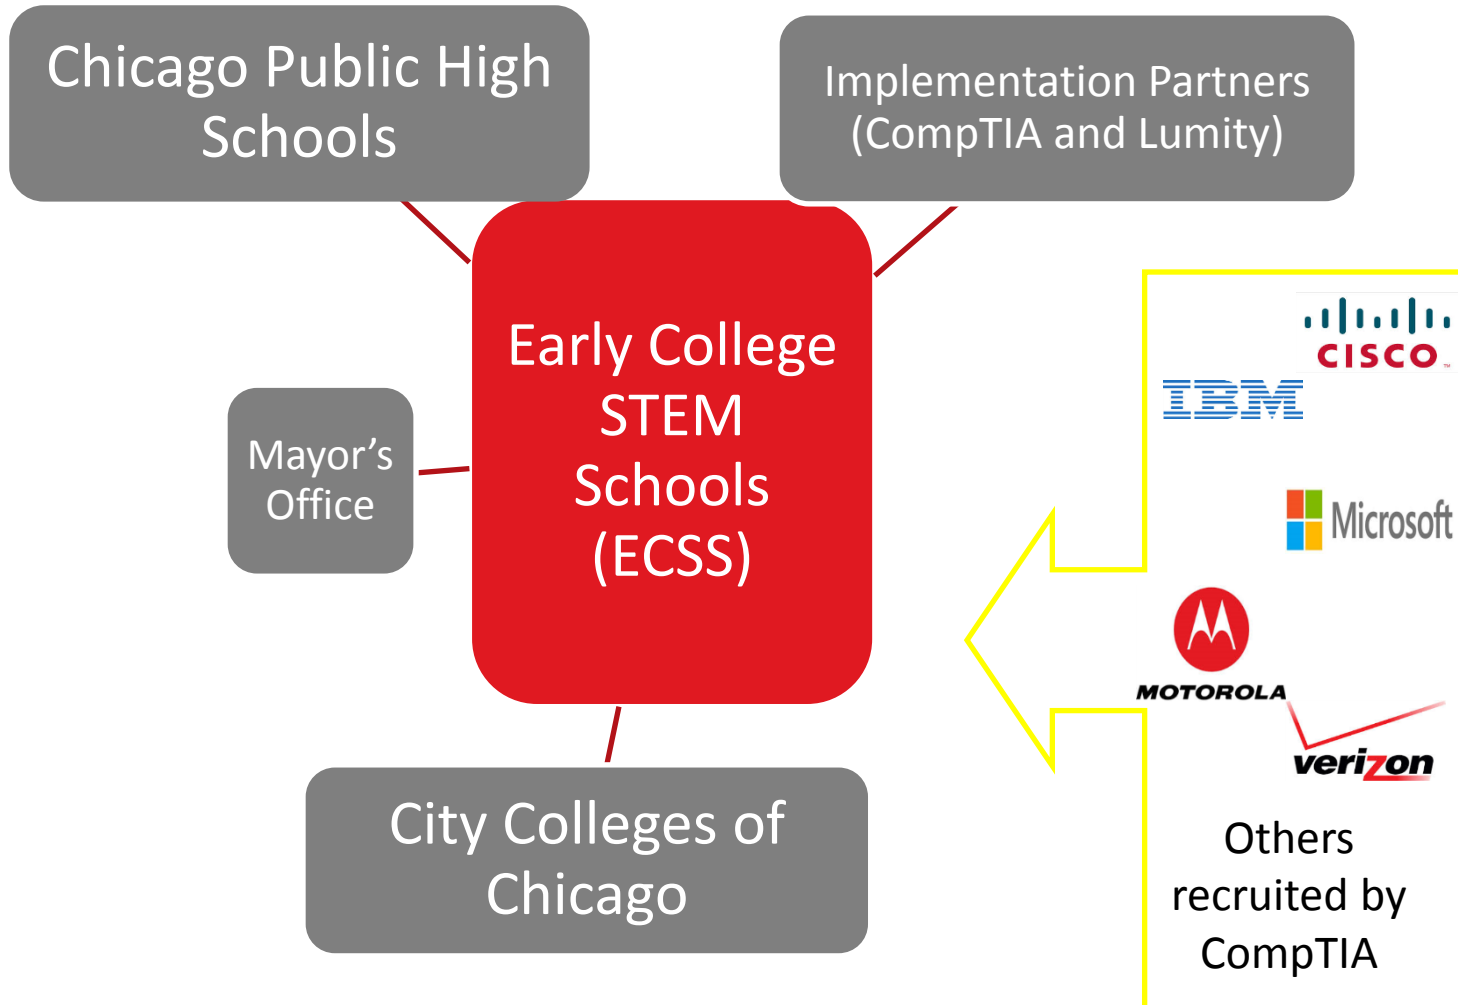 Chicago Public High
Schools
Implementation Partners
(CompTIA and Lumity)
Early College
STEM
Schools
(ECSS)
Mayor’s
Office
City Colleges of
Chicago
CISCO™
IBM
Microsoft
MOTOROLA
verizon
Others
recruited by
CompTIA